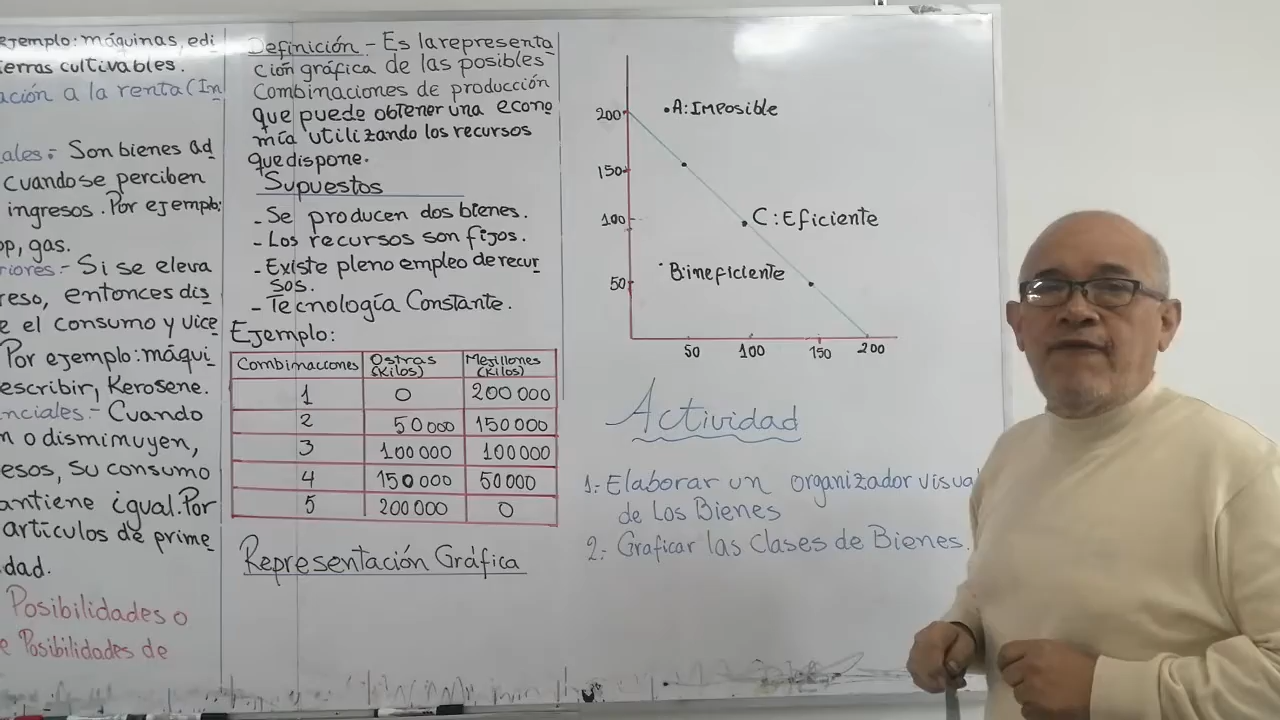 ejemplo: máquinas, edi
ierras cultivables.
ación a la renta (In
ales:- Son bienes ad
cuando se perciben
ingresos. Por ejemplo:
op, gas.
riores:- Si se eleva
reso, entonces dis
e el consumo y vice
Por ejemplo: máqui
escribir, Kerosene.
nciales:- Cuando
n o dismimuyen,
esos, su consumo
antiene igual. Por
artículos de prime
dad.
Posibilidades o
e Posibilidades de
Definición - Es la representa
ción gráfica de las posibles
Combinaciones de producción
que puede obtener una econo
mía utilizando los recursos
que dispone.
Supuestos
- Se producen dos bienes.
- Los recursos son fijos.
- Existe pleno empleo de recur
sos.
- Tecnología Constante.
Ejemplo:
Combinaciones Ostras (Kilos) Mejillones (Kilos)
1 0 200 000
2 50 000 150 000
3 100 000 100 000
4 150 000 50 000
5 200 000 0
Representación Gráfica
200 A: IMPosible
150
100 C: Eficiente
50 B: ineficiente
50 100 150 200
Actividad
1.- Elaborar un organizador visual
de Los Bienes
2.- Graficar las Clases de Bienes.